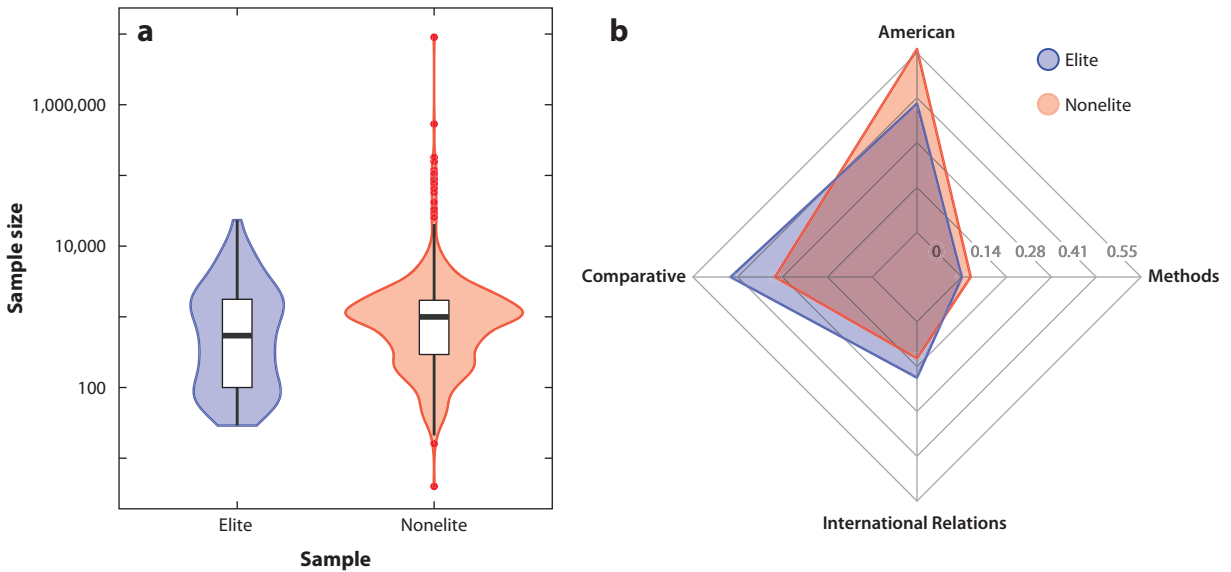 a
1,000,000
10,000
100
Sample size
Elite
Nonelite
Sample
b
American
Elite
Nonelite
0 0.14 0.28 0.41 0.55
Comparative
Methods
International Relations